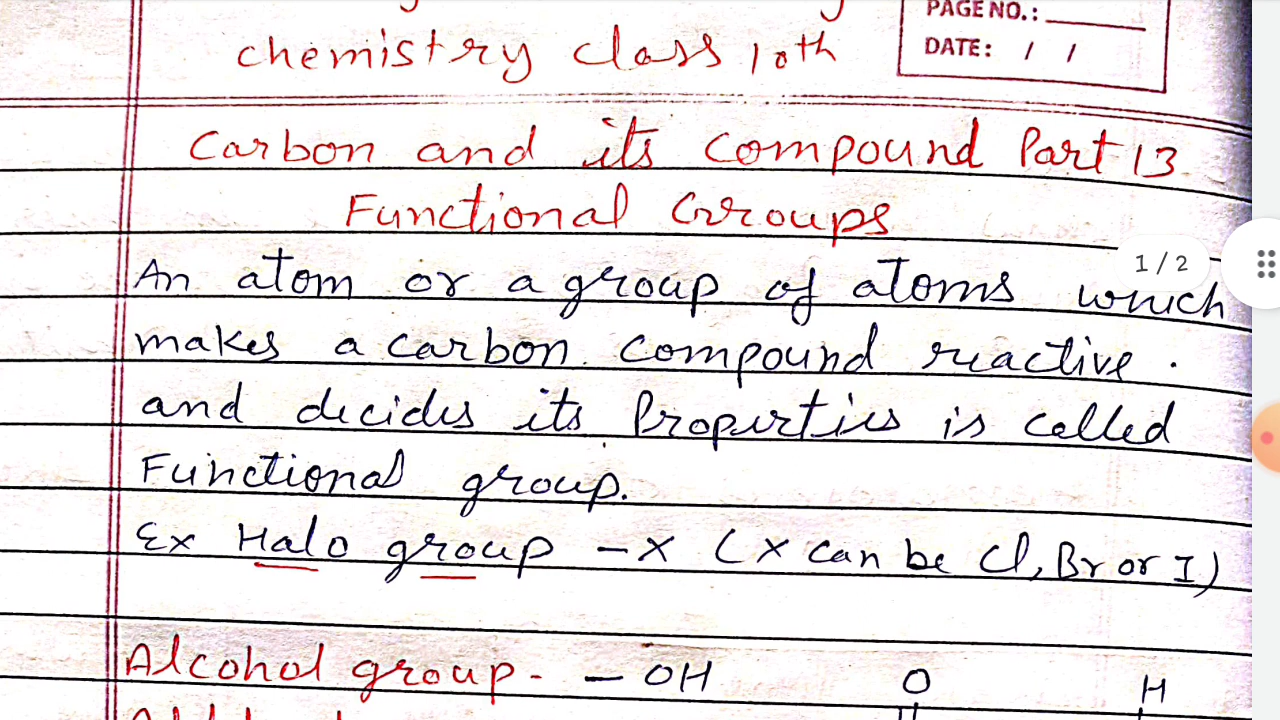 PAGE NO.:
chemistry class 10th
DATE: / /
Carbon and its Compound Part 13
Functional Groups
1/2
An atom or a group of atoms which
makes a carbon compound reactive.
and decides its Properties is called
Functional group.
Ex Halo group -X (X can be Cl, Br or I)
Alcohol group - - OH
O
H